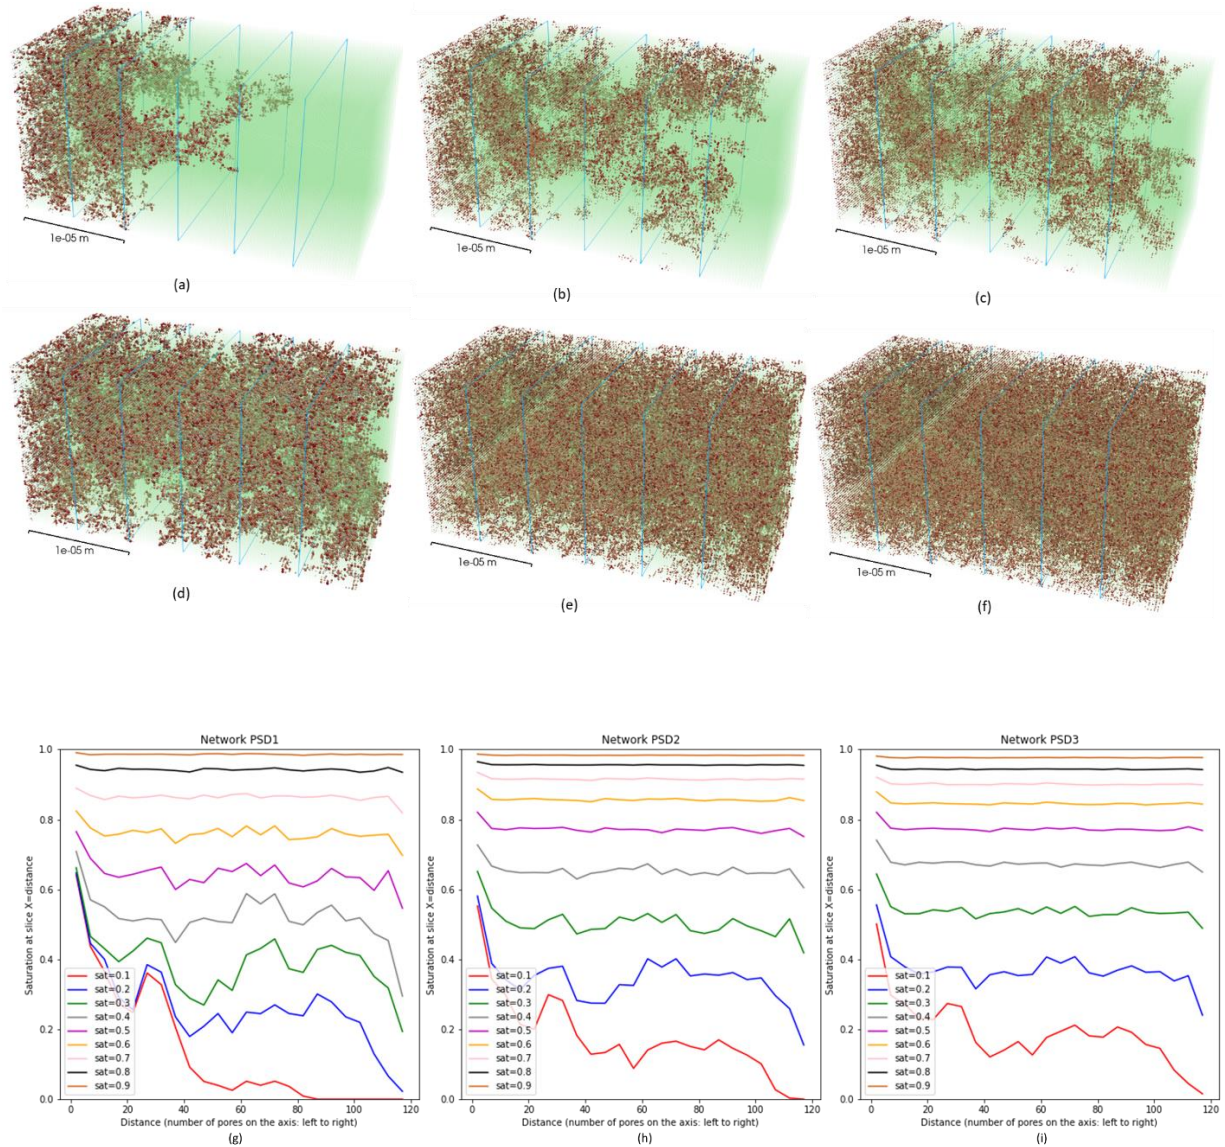 1e-05 m
(a)
1e-05 m
(b)
1e-05 m
(c)
1e-05 m
(d)
1e-05 m
(e)
1e-05 m
(f)
Network PSD1
Saturation at slice X=distance
1.0
0.8
0.6
0.4
0.2
0.0
sat=0.1
sat=0.2
sat=0.3
sat=0.4
sat=0.5
sat=0.6
sat=0.7
sat=0.8
sat=0.9
0 20 40 60 80 100 120
Distance (number of pores on the axis: left to right)
(g)
Network PSD2
Saturation at slice X=distance
1.0
0.8
0.6
0.4
0.2
0.0
sat=0.1
sat=0.2
sat=0.3
sat=0.4
sat=0.5
sat=0.6
sat=0.7
sat=0.8
sat=0.9
0 20 40 60 80 100 120
Distance (number of pores on the axis: left to right)
(h)
Network PSD3
Saturation at slice X=distance
1.0
0.8
0.6
0.4
0.2
0.0
sat=0.1
sat=0.2
sat=0.3
sat=0.4
sat=0.5
sat=0.6
sat=0.7
sat=0.8
sat=0.9
0 20 40 60 80 100 120
Distance (number of pores on the axis: left to right)
(i)